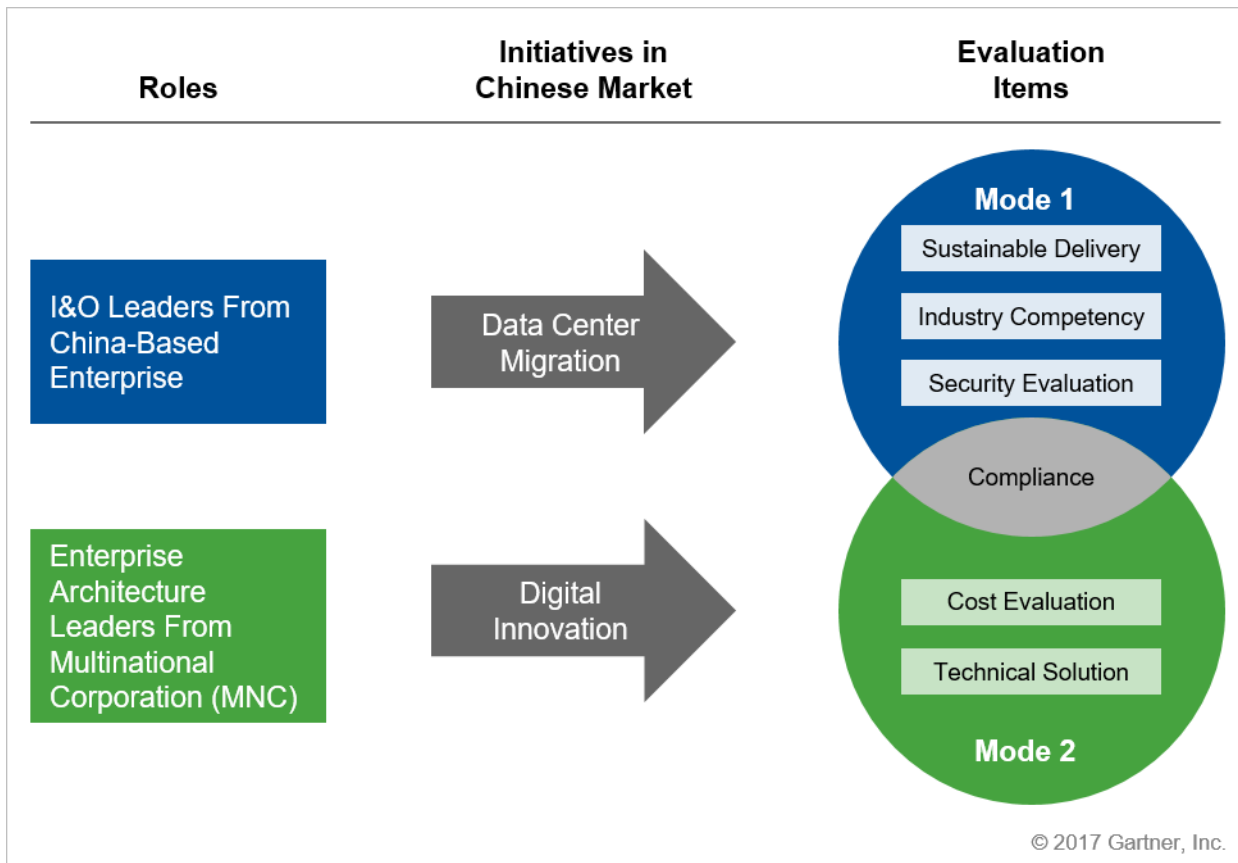 Roles
Initiatives in
Chinese Market
Evaluation
Items
I&O Leaders From
China-Based
Enterprise
Data Center
Migration
Mode 1
Sustainable Delivery
Industry Competency
Security Evaluation
Compliance
Enterprise
Architecture
Leaders From
Multinational
Corporation (MNC)
Digital
Innovation
Cost Evaluation
Technical Solution
Mode 2
© 2017 Gartner, Inc.